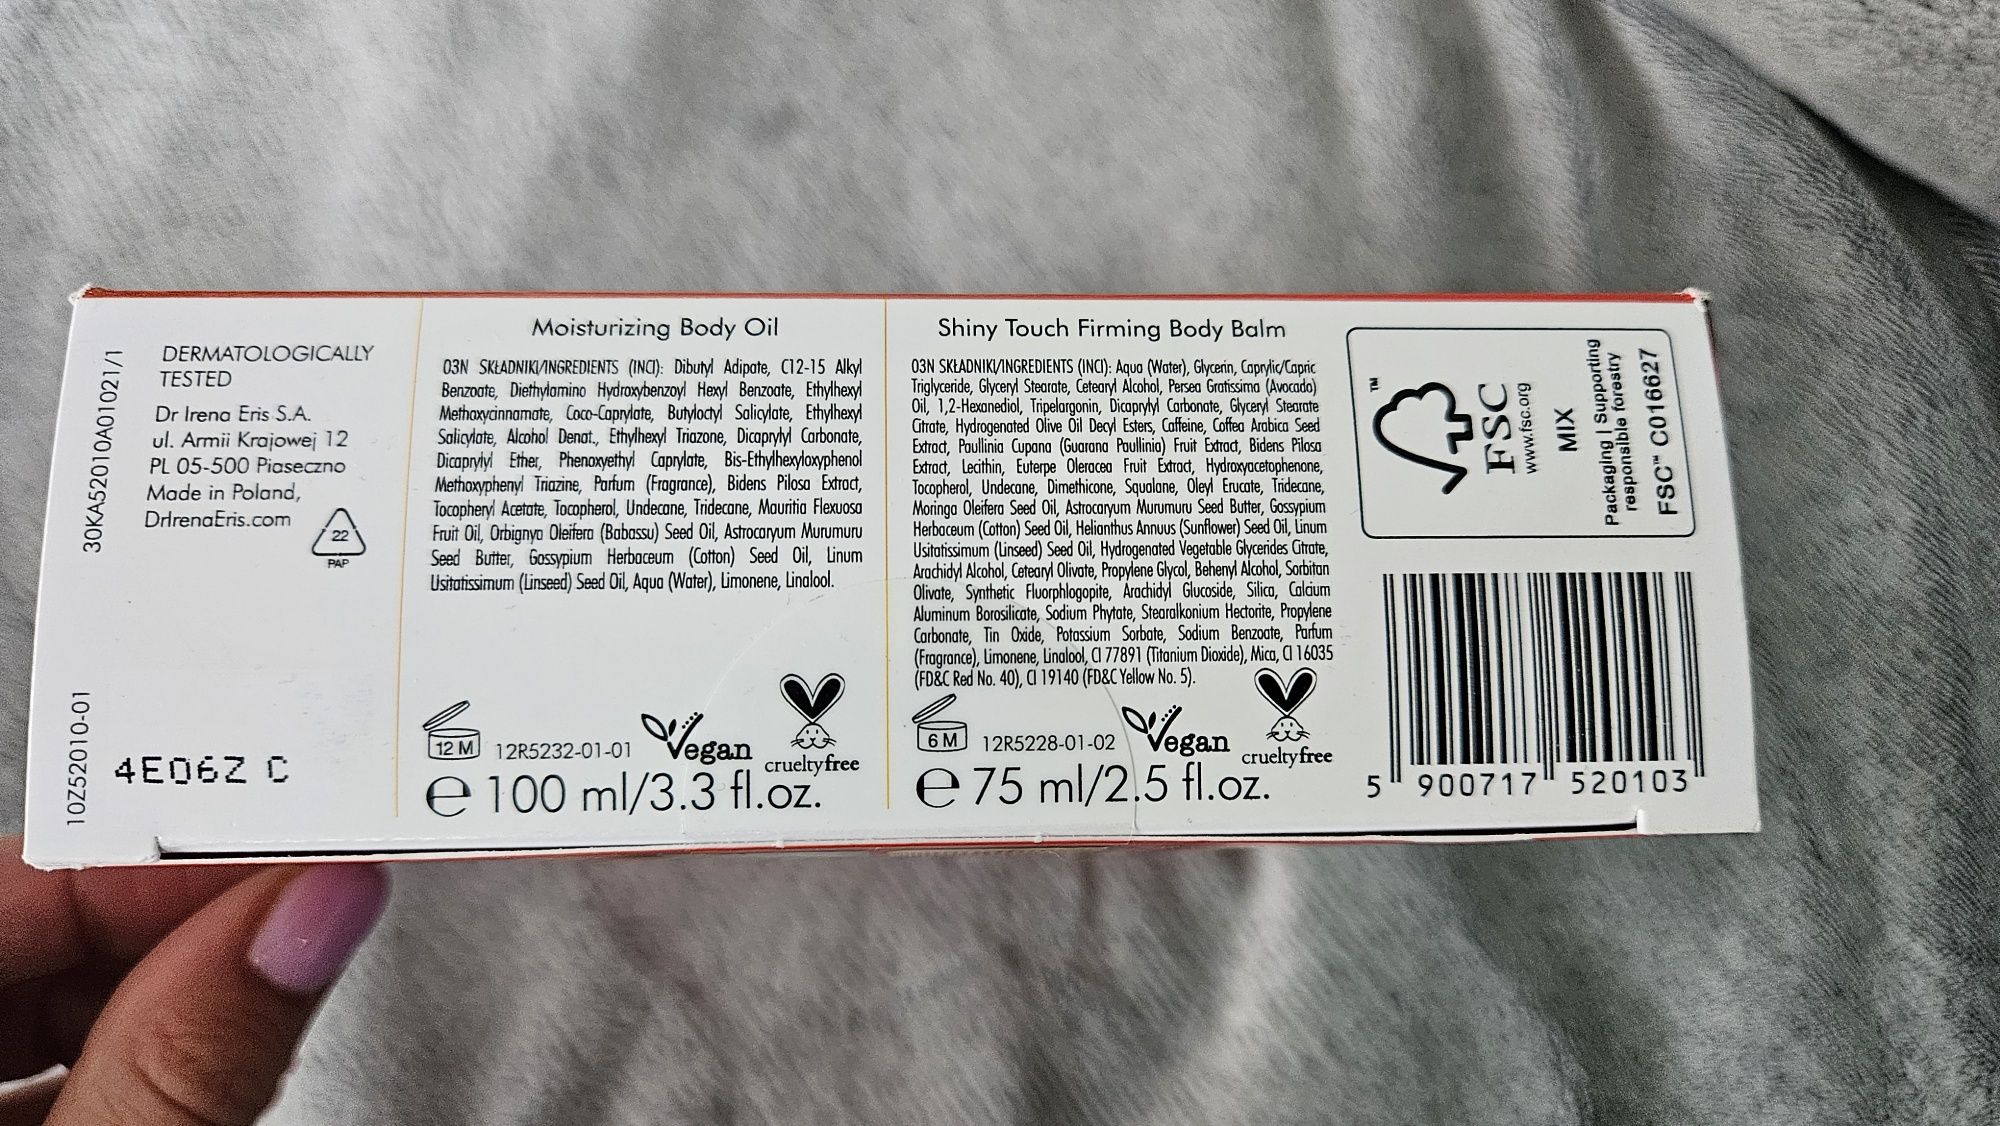 30KA52010A01021/1
10Z52010-01
DERMATOLOGICALLY
TESTED
Dr Irena Eris S.A.
ul. Armii Krajowej 12
PL 05-500 Piaseczno
Made in Poland,
DrIrenaEris.com
22
PAP
4E06Z C
Moisturizing Body Oil
03N SKŁADNIKI/INGREDIENTS (INCI): Dibutyl Adipate, C12-15 Alkyl
Benzoate, Diethylamino Hydroxybenzoyl Hexyl Benzoate, Ethylhexyl
Methoxycinnamate, Coco-Caprylate, Butyloctyl Salicylate, Ethylhexyl
Salicylate, Alcohol Denat., Ethylhexyl Triazone, Dicaprylyl Carbonate,
Dicaprylyl Ether, Phenoxyethyl Caprylate, Bis-Ethylhexyloxyphenol
Methoxyphenyl Triazine, Parfum (Fragrance), Bidens Pilosa Extract,
Tocopheryl Acetate, Tocopherol, Undecane, Tridecane, Mauritia Flexuosa
Fruit Oil, Orbignya Oleifera (Babassu) Seed Oil, Astrocaryum Murumuru
Seed Butter, Gossypium Herbaceum (Cotton) Seed Oil, Linum
Usitatissimum (Linseed) Seed Oil, Aqua (Water), Limonene, Linalool.
12 M
12R5232-01-01
Vegan
crueltyfree
e 100 ml/3.3 fl.oz.
Shiny Touch Firming Body Balm
03N SKŁADNIKI/INGREDIENTS (INCI): Aqua (Water), Glycerin, Caprylic/Capric
Triglyceride, Glyceryl Stearate, Cetearyl Alcohol, Persea Gratissima (Avocado)
Oil, 1,2-Hexanediol, Tripelargonin, Dicaprylyl Carbonate, Glyceryl Stearate
Citrate, Hydrogenated Olive Oil Decyl Esters, Caffeine, Coffea Arabica Seed
Extract, Paullinia Cupana (Guarana Paullinia) Fruit Extract, Bidens Pilosa
Extract, Lecithin, Euterpe Oleracea Fruit Extract, Hydroxyacetophenone,
Tocopherol, Undecane, Dimethicone, Squalane, Oleyl Erucate, Tridecane,
Moringa Oleifera Seed Oil, Astrocaryum Murumuru Seed Butter, Gossypium
Herbaceum (Cotton) Seed Oil, Helianthus Annuus (Sunflower) Seed Oil, Linum
Usitatissimum (Linseed) Seed Oil, Hydrogenated Vegetable Glycerides Citrate,
Arachidyl Alcohol, Cetearyl Olivate, Propylene Glycol, Behenyl Alcohol, Sorbitan
Olivate, Synthetic Fluorphlogopite, Arachidyl Glucoside, Silica, Calcium
Aluminum Borosilicate, Sodium Phytate, Stearalkonium Hectorite, Propylene
Carbonate, Tin Oxide, Potassium Sorbate, Sodium Benzoate, Parfum
(Fragrance), Limonene, Linalool, CI 77891 (Titanium Dioxide), Mica, CI 16035
(FD&C Red No. 40), CI 19140 (FD&C Yellow No. 5).
6 M
12R5228-01-02
Vegan
crueltyfree
e 75 ml/2.5 fl.oz.
™
FSC
www.fsc.org
MIX
Packaging | Supporting
responsible forestry
FSC™ C016627
5 900717 520103